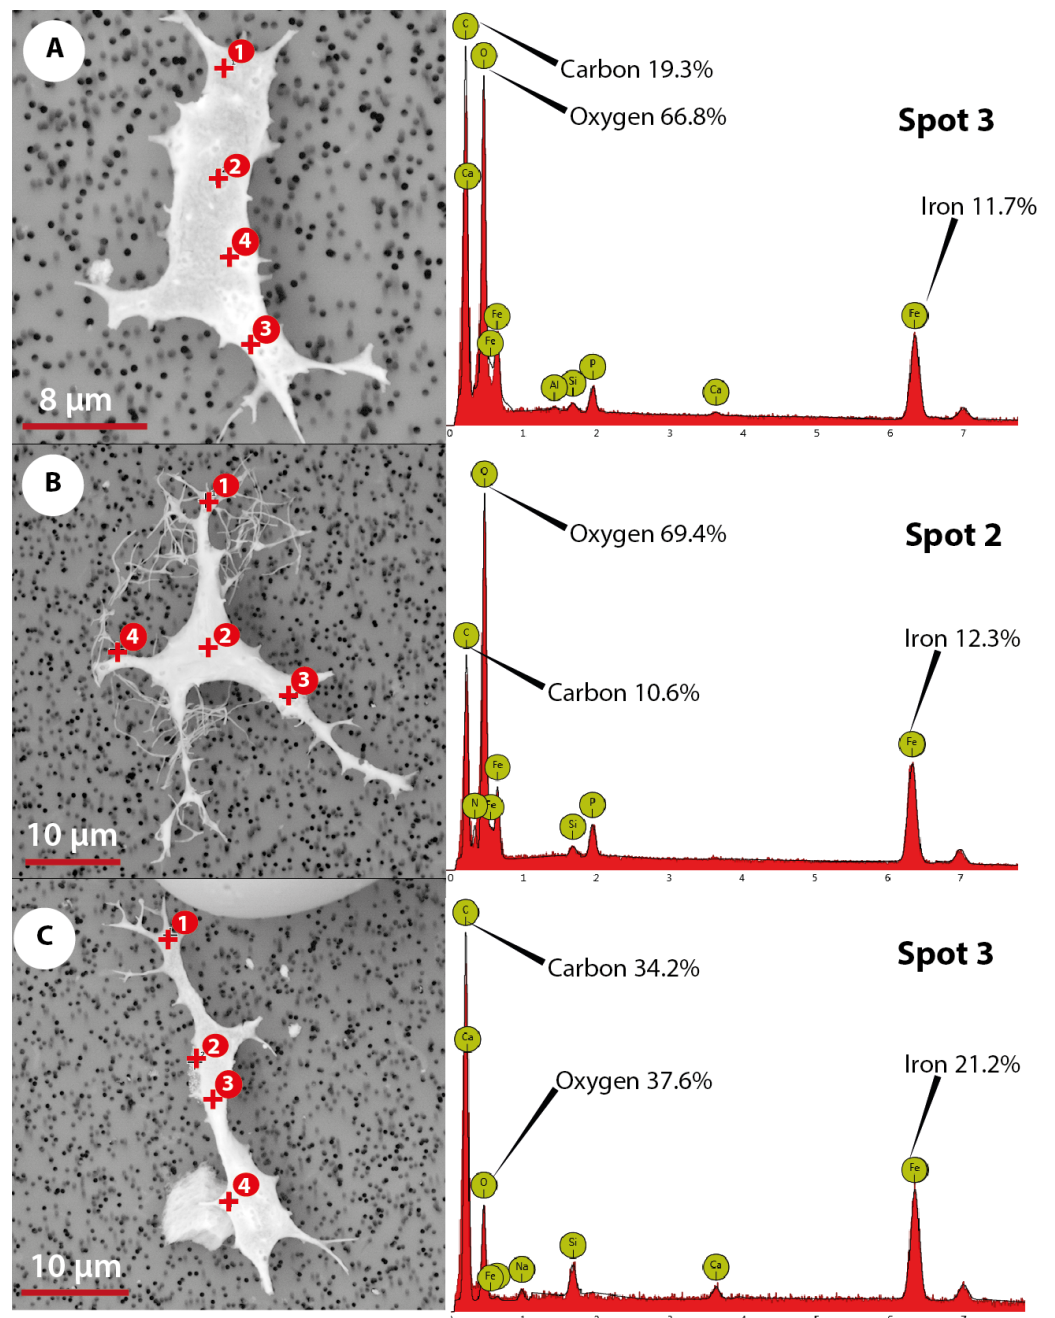 A
1
2
4
3
8 µm
C
Carbon 19.3%
O
Oxygen 66.8%
Spot 3
Ca
Iron 11.7%
Fe
Fe
Fe
P
Al
Si
Ca
0 1 2 3 4 5 6 7
B
1
2
4
3
10 µm
O
Oxygen 69.4%
Spot 2
C
Carbon 10.6%
Iron 12.3%
Fe
Fe
N
Fe
P
Si
0 1 2 3 4 5 6 7
C
1
2
3
4
10 µm
C
Carbon 34.2%
Spot 3
Ca
Oxygen 37.6%
Iron 21.2%
Fe
O
Si
Fe
Na
Ca